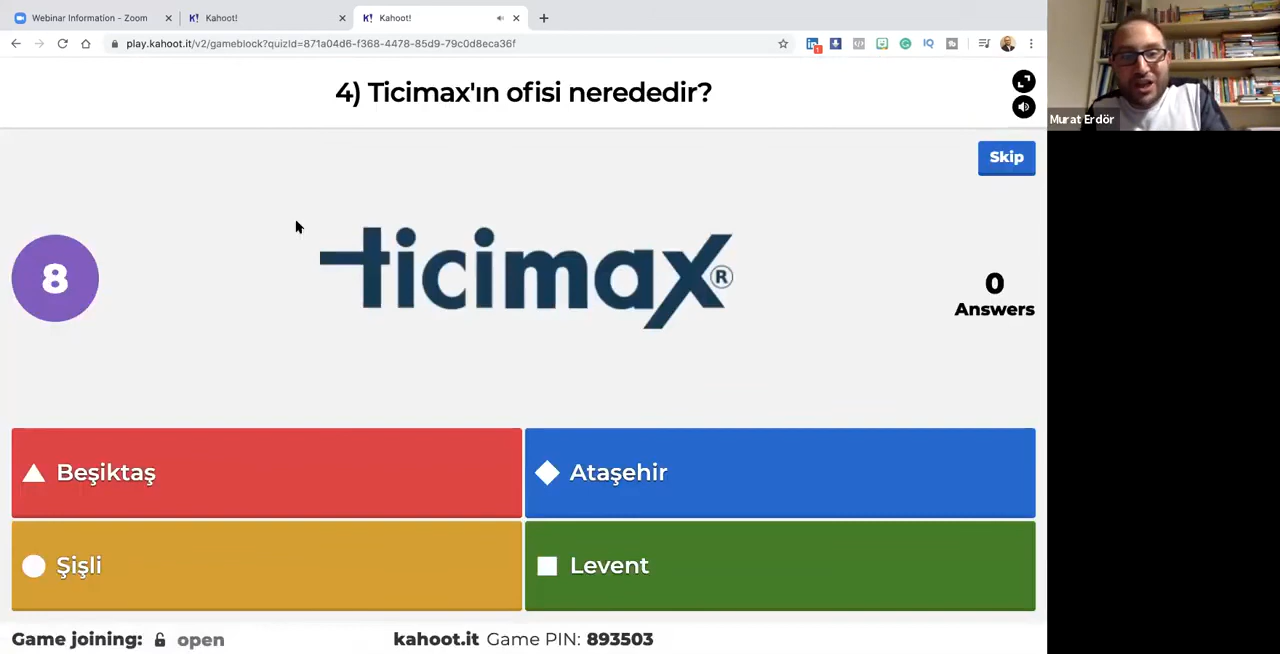 Webinar Information - Zoom
Kahoot!
Kahoot!
play.kahoot.it/v2/gameblock?quizId=871a04d6-f368-4478-85d9-79c0d8eca36f
1
IQ
4) Ticimax'ın ofisi nerededir?
Murat Erdör
Skip
8
ticimax®
0
Answers
Beşiktaş
Ataşehir
Şişli
Levent
Game joining: open
kahoot.it Game PIN: 893503